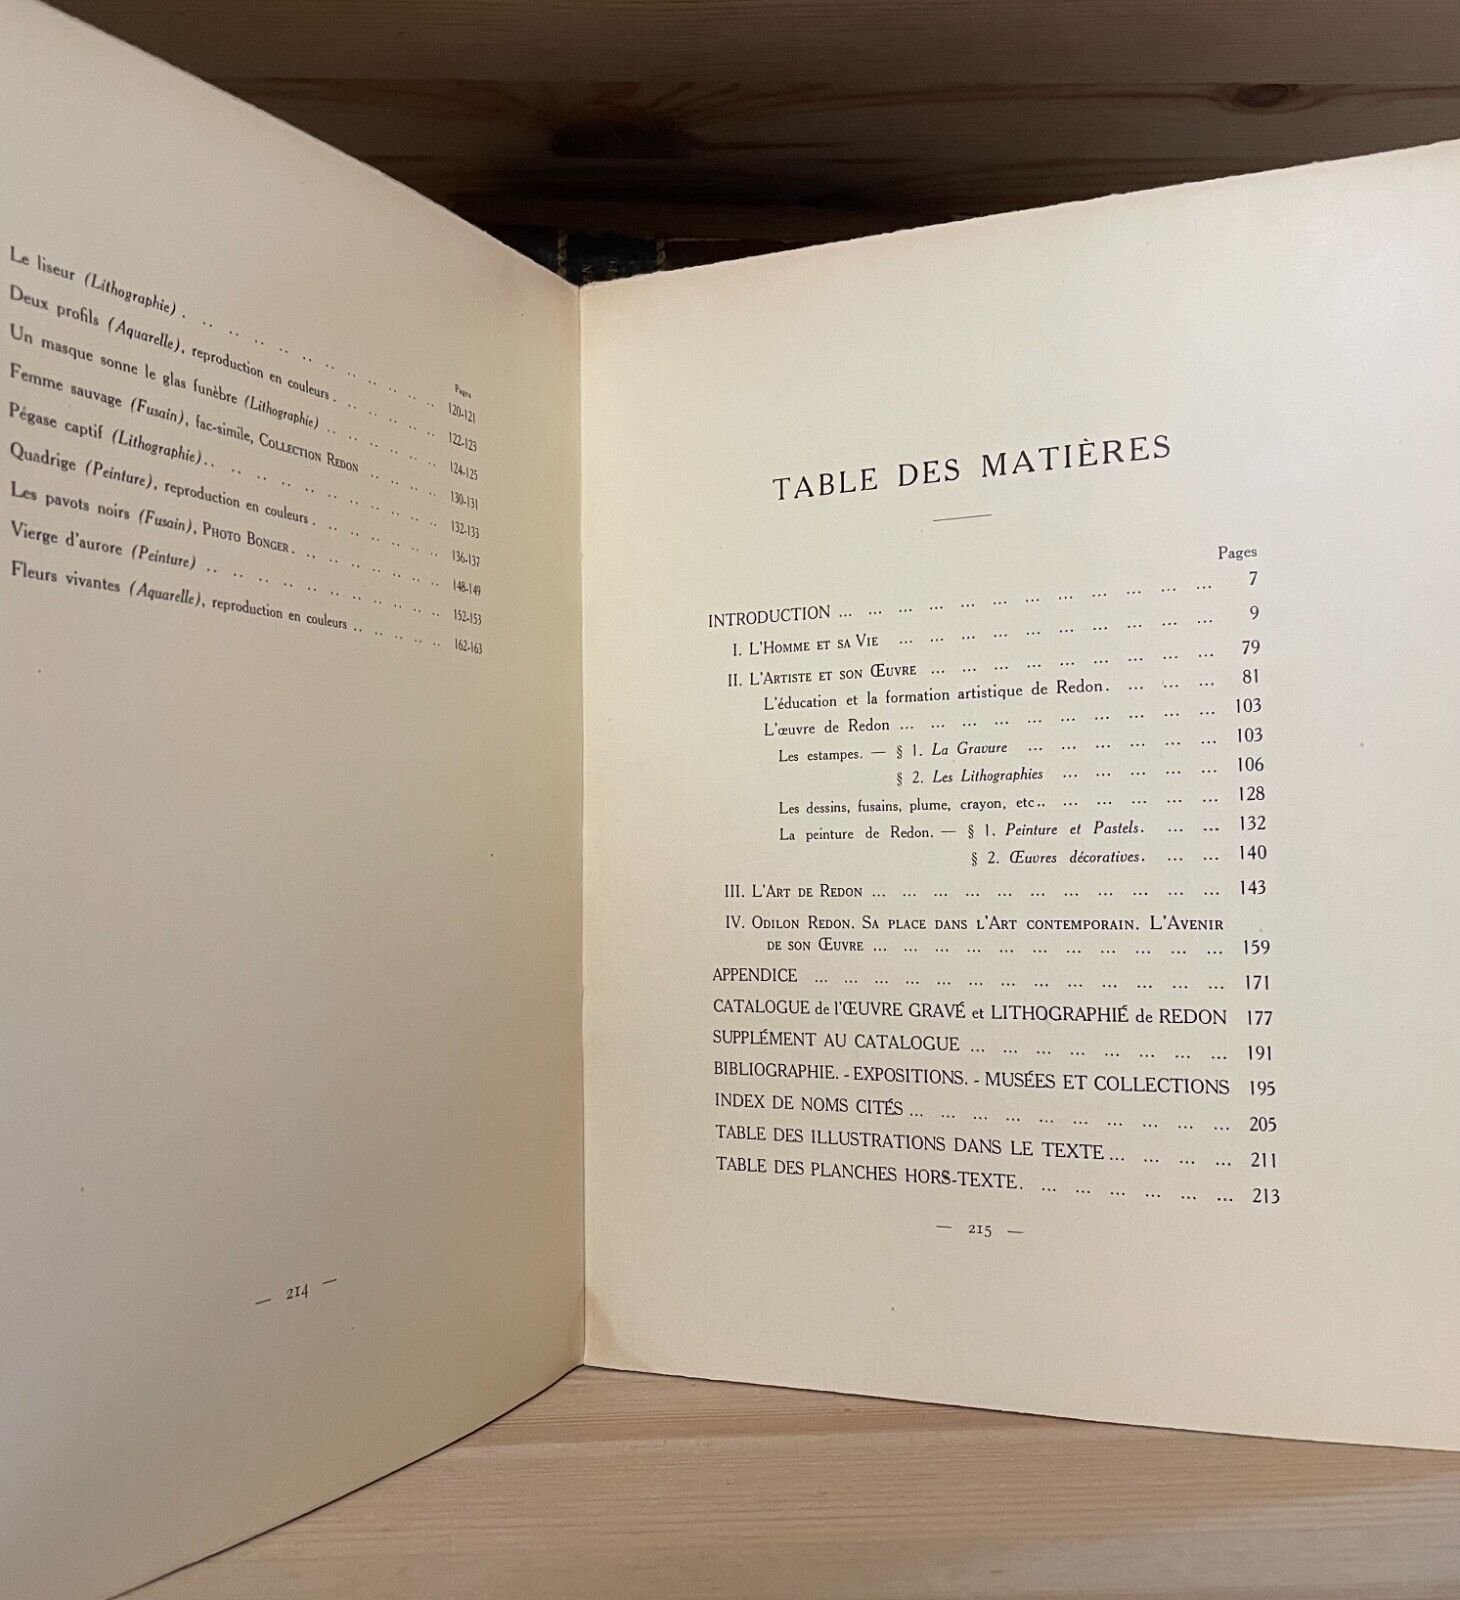 Pages
Le liseur (Lithographie) . .. .. .. .. .. .. .. .. .. .. 120-121
Deux profils (Aquarelle), reproduction en couleurs . .. .. .. .. 122-123
Un masque sonne le glas funèbre (Lithographie) .. .. .. .. .. 124-125
Femme sauvage (Fusain), fac-simile, Collection Redon .. .. .. .. 130-131
Pégase captif (Lithographie) .. .. .. .. .. .. .. .. .. .. 132-133
Quadrige (Peinture), reproduction en couleurs . .. .. .. .. .. 136-137
Les pavots noirs (Fusain), Photo Bonger . .. .. .. .. .. .. 148-149
Vierge d'aurore (Peinture) .. .. .. .. .. .. .. .. .. .. 152-153
Fleurs vivantes (Aquarelle), reproduction en couleurs .. .. .. .. .. 162-163
— 214 —
TABLE DES MATIÈRES
Pages
INTRODUCTION ... ... ... ... ... ... ... ... ... ... ... ... 7
I. L'Homme et sa Vie ... ... ... ... ... ... ... ... ... ... 9
II. L'Artiste et son Œuvre ... ... ... ... ... ... ... ... ... 79
L'éducation et la formation artistique de Redon. ... ... ... 81
L'œuvre de Redon ... ... ... ... ... ... ... ... ... ... 103
Les estampes. — § 1. La Gravure ... ... ... ... ... ... 103
§ 2. Les Lithographies ... ... ... ... ... 106
Les dessins, fusains, plume, crayon, etc.. ... ... ... ... ... 128
La peinture de Redon. — § 1. Peinture et Pastels. ... ... 132
§ 2. Œuvres décoratives. ... ... 140
III. L'Art de Redon ... ... ... ... ... ... ... ... ... ... ... 143
IV. Odilon Redon. Sa place dans l'Art contemporain. L'Avenir
de son Œuvre ... ... ... ... ... ... ... ... ... ... ... 159
APPENDICE ... ... ... ... ... ... ... ... ... ... ... ... ... ... 171
CATALOGUE de l'ŒUVRE GRAVÉ et LITHOGRAPHIÉ de REDON 177
SUPPLÉMENT AU CATALOGUE ... ... ... ... ... ... ... ... 191
BIBLIOGRAPHIE. - EXPOSITIONS. - MUSÉES ET COLLECTIONS 195
INDEX DE NOMS CITÉS ... ... ... ... ... ... ... ... ... ... 205
TABLE DES ILLUSTRATIONS DANS LE TEXTE ... ... ... ... 211
TABLE DES PLANCHES HORS-TEXTE. ... ... ... ... ... ... 213
— 215 —